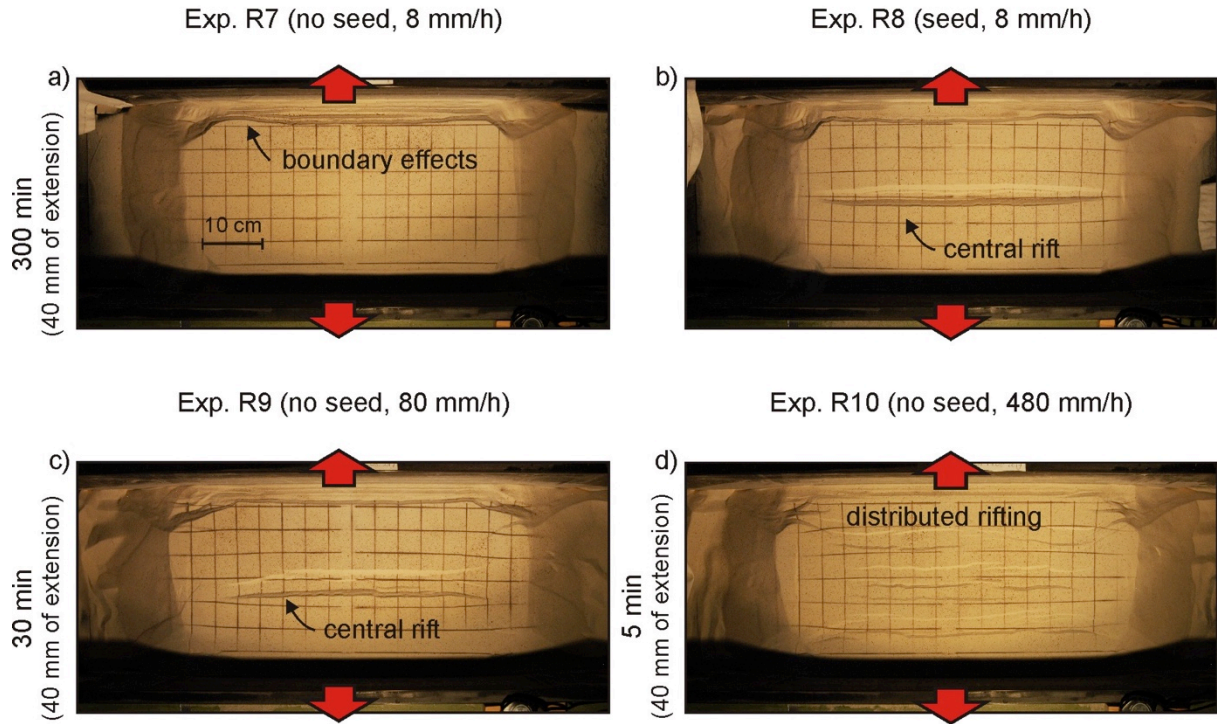 Exp. R7 (no seed, 8 mm/h)
Exp. R8 (seed, 8 mm/h)
a)
300 min
(40 mm of extension)
boundary effects
10 cm
b)
central rift
Exp. R9 (no seed, 80 mm/h)
Exp. R10 (no seed, 480 mm/h)
c)
30 min
(40 mm of extension)
central rift
d)
5 min
(40 mm of extension)
distributed rifting